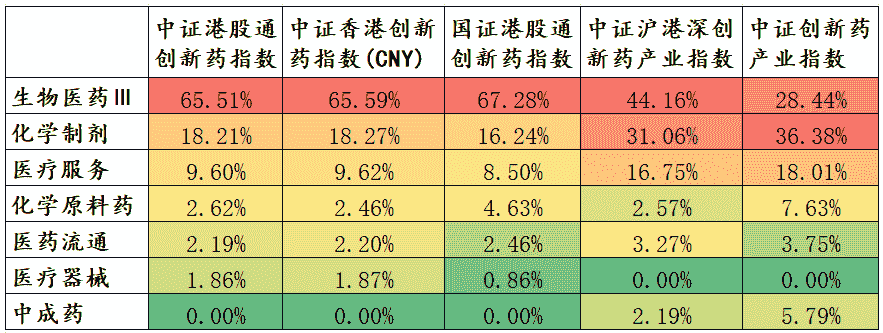 中证港股通创新药指数 中证香港创新药指数(CNY) 国证港股通创新药指数 中证沪港深创新药产业指数 中证创新药产业指数
生物医药Ⅲ 65.51% 65.59% 67.28% 44.16% 28.44%
化学制剂 18.21% 18.27% 16.24% 31.06% 36.38%
医疗服务 9.60% 9.62% 8.50% 16.75% 18.01%
化学原料药 2.62% 2.46% 4.63% 2.57% 7.63%
医药流通 2.19% 2.20% 2.46% 3.27% 3.75%
医疗器械 1.86% 1.87% 0.86% 0.00% 0.00%
中成药 0.00% 0.00% 0.00% 2.19% 5.79%